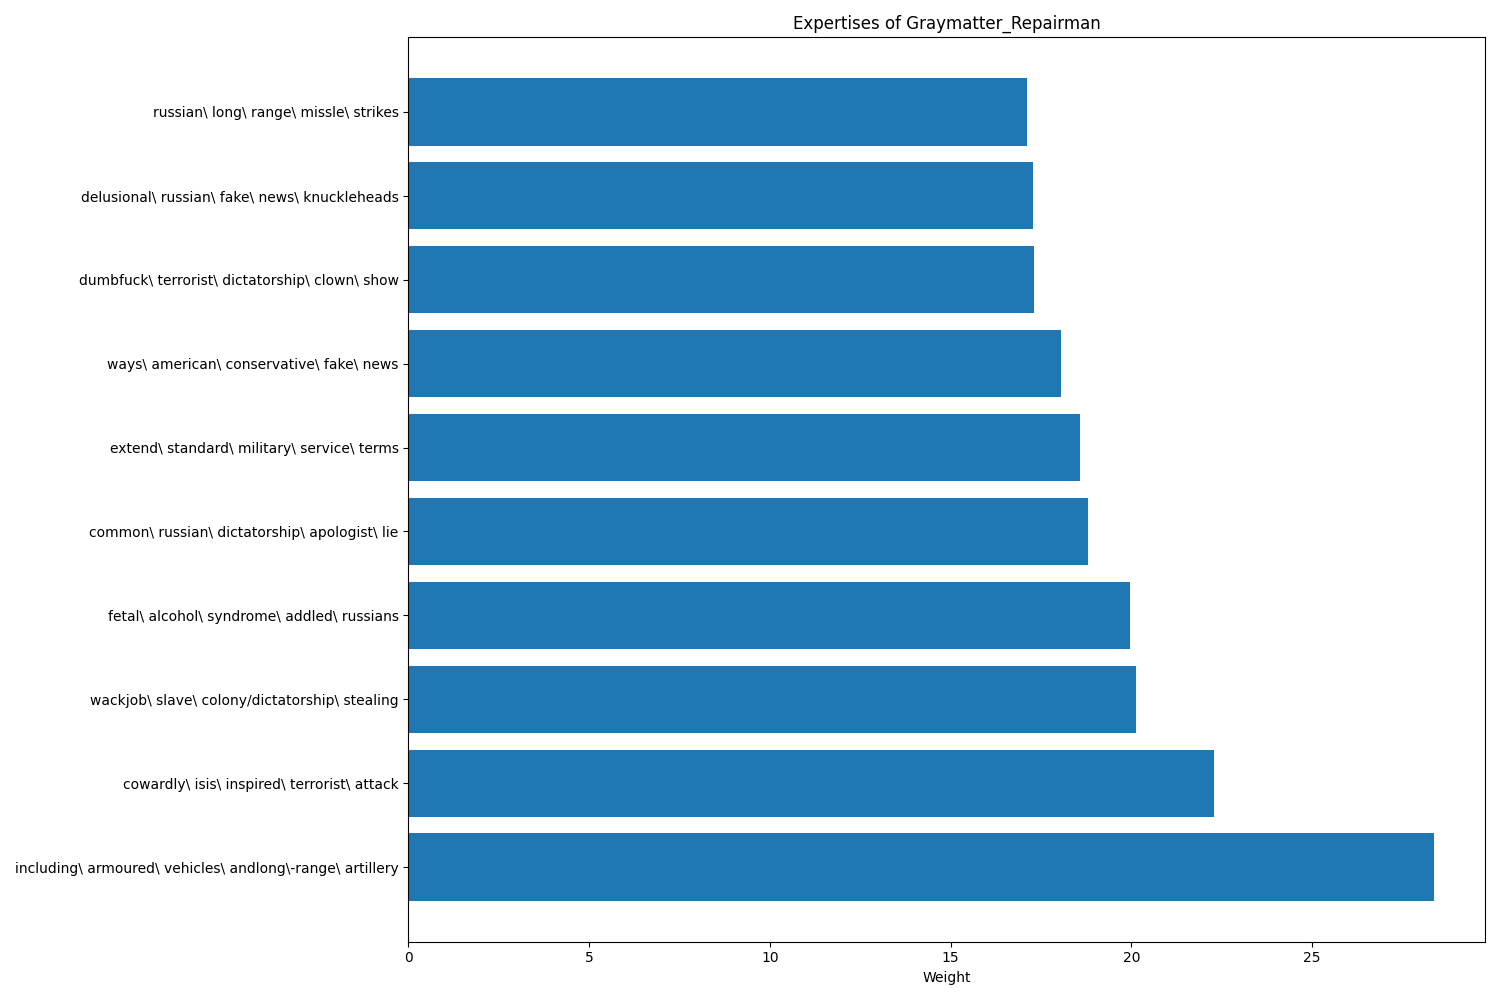 Expertises of Graymatter_Repairman
russian\ long\ range\ missle\ strikes
delusional\ russian\ fake\ news\ knuckleheads
dumbfuck\ terrorist\ dictatorship\ clown\ show
ways\ american\ conservative\ fake\ news
extend\ standard\ military\ service\ terms
common\ russian\ dictatorship\ apologist\ lie
fetal\ alcohol\ syndrome\ addled\ russians
wackjob\ slave\ colony/dictatorship\ stealing
cowardly\ isis\ inspired\ terrorist\ attack
including\ armoured\ vehicles\ andlong\-range\ artillery
0 5 10 15 20 25
Weight